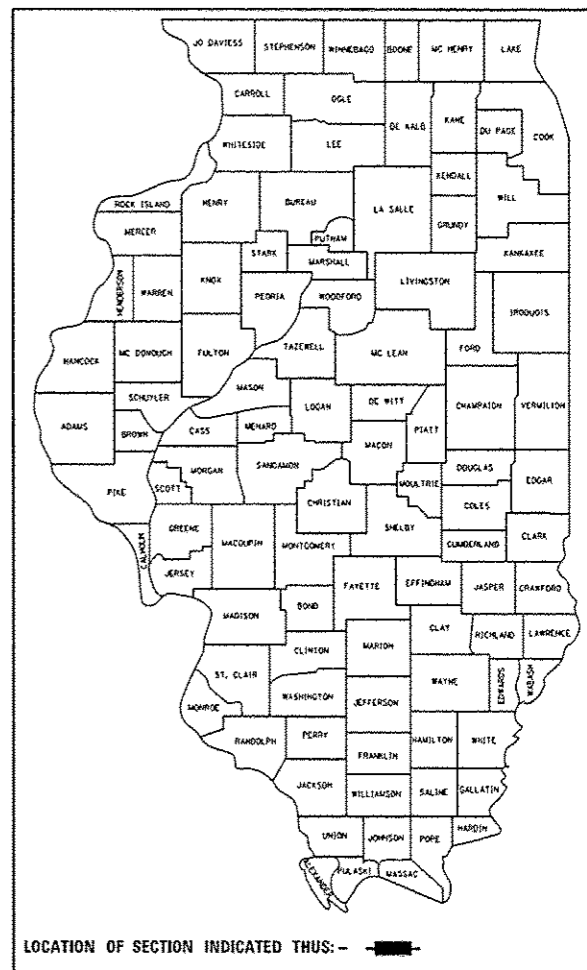 JO DAVIESS STEPHENSON WINNEBAGO BOONE MC HENRY LAKE
CARROLL OGLE DE KALB KANE DU PAGE COOK
WHITESIDE LEE
KENDALL
ROCK ISLAND HENRY BUREAU LA SALLE GRUNDY WILL
MERCER PUTNAM
STARK MARSHALL KANKAKEE
HENDERSON WARREN KNOX PEORIA WOODFORD LIVINGSTON IROQUOIS
HANCOCK MC DONOUGH FULTON TAZEWELL MC LEAN FORD
MASON
SCHUYLER LOGAN DE WITT CHAMPAION VERMILION
ADAMS BROWN CASS MENARD MACON PIATT
PIKE SCOTT MORGAN SANGAMON CHRISTIAN MOULTRIE DOUGLAS EDGAR
COLES
CALHOUN GREENE MACOUPIN MONTGOMERY SHELBY CUMBERLAND CLARK
JERSEY FAYETTE EFFINGHAM JASPER CRAWFORD
MADISON BOND CLAY RICHLAND LAWRENCE
CLINTON MARION
ST. CLAIR WASHINGTON JEFFERSON WAYNE EDWARDS WABASH
MONROE
RANDOLPH PERRY FRANKLIN HAMILTON WHITE
JACKSON WILLIAMSON SALINE GALLATIN
UNION JOHNSON POPE HARDIN
ALEXANDER PULASKI MASSAC
LOCATION OF SECTION INDICATED THUS: -